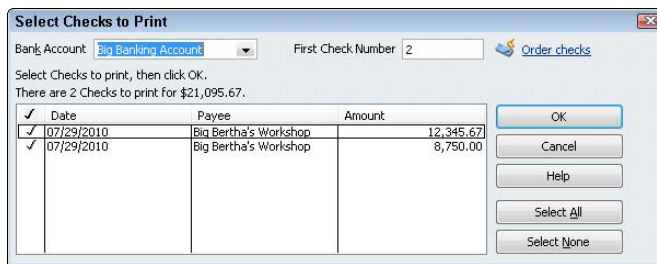 Select Checks to Print
Bank Account Big Banking Account First Check Number 2 Order checks
Select Checks to print, then click OK.
There are 2 Checks to print for $21,095.67.
✓ Date Payee Amount
✓ 07/29/2010 Big Bertha's Workshop 12,345.67
✓ 07/29/2010 Big Bertha's Workshop 8,750.00
OK
Cancel
Help
Select All
Select None